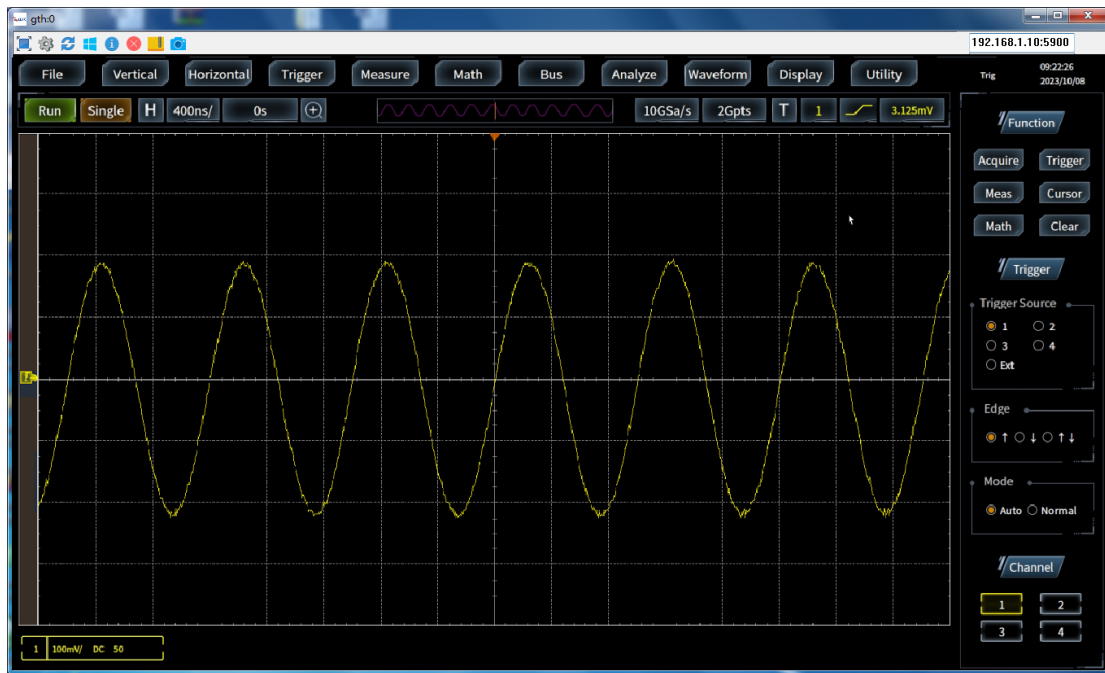 gth:0
192.168.1.10:5900
File Vertical Horizontal Trigger Measure Math Bus Analyze Waveform Display Utility
Trig
09:22:26
2023/10/08
Run Single H 400ns/ 0s 10GSa/s 2Gpts T 1 3.125mV
Function
Acquire Trigger
Meas Cursor
Math Clear
Trigger
Trigger Source
1 2
3 4
Ext
Edge
↑ ↓ ↑↓
Mode
Auto Normal
Channel
1 2
3 4
1 100mV/ DC 50